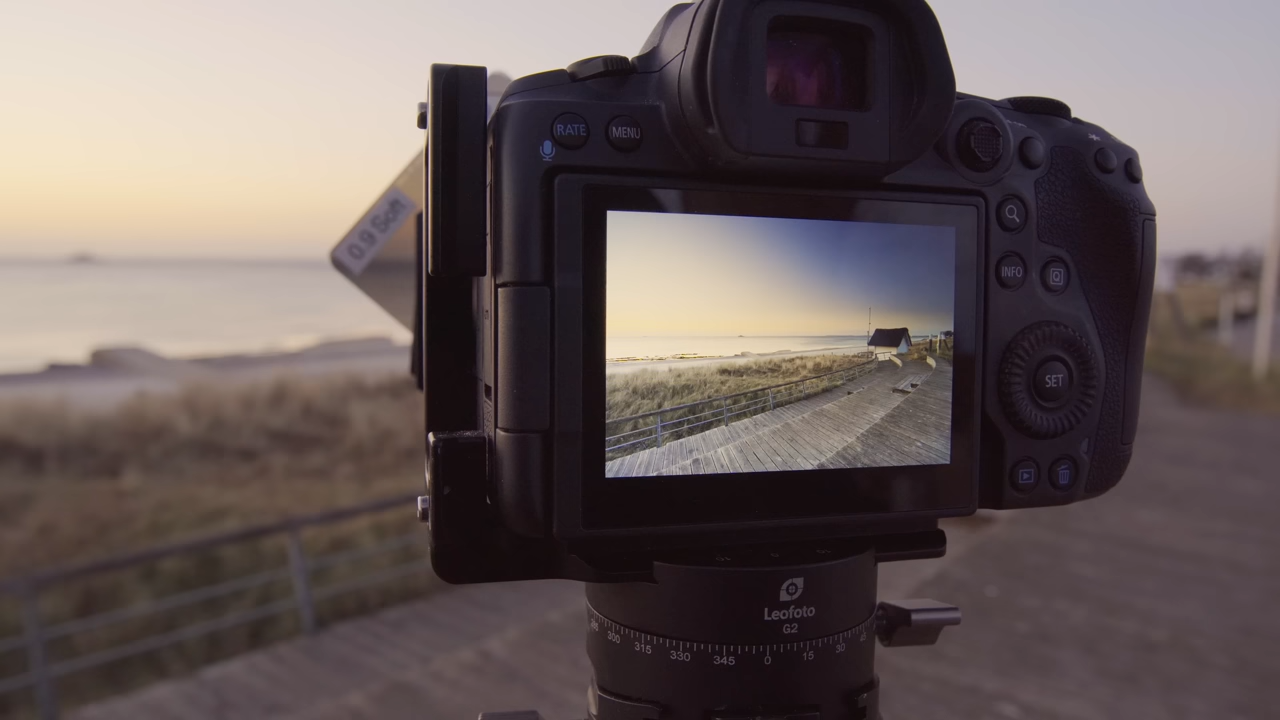 RATE
MENU
0.9 Soft
INFO
Q
SET
Leofoto
G2
300
315
330
345
0
15
30